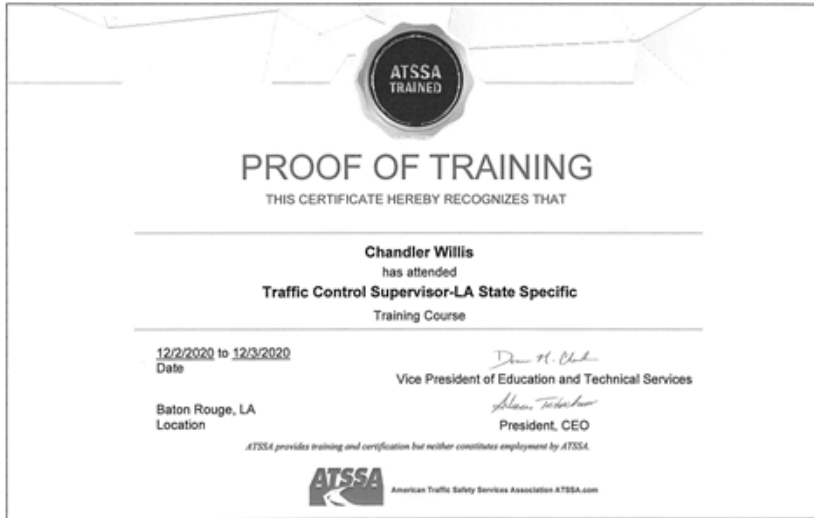 ATSSA
TRAINED
PROOF OF TRAINING
THIS CERTIFICATE HEREBY RECOGNIZES THAT
Chandler Willis
has attended
Traffic Control Supervisor-LA State Specific
Training Course
12/2/2020 to 12/3/2020
Date
Vice President of Education and Technical Services
Baton Rouge, LA
Location
President, CEO
ATSSA provides training and certification but neither constitutes employment by ATSSA.
ATSSA
American Traffic Safety Services Association ATSSA.com